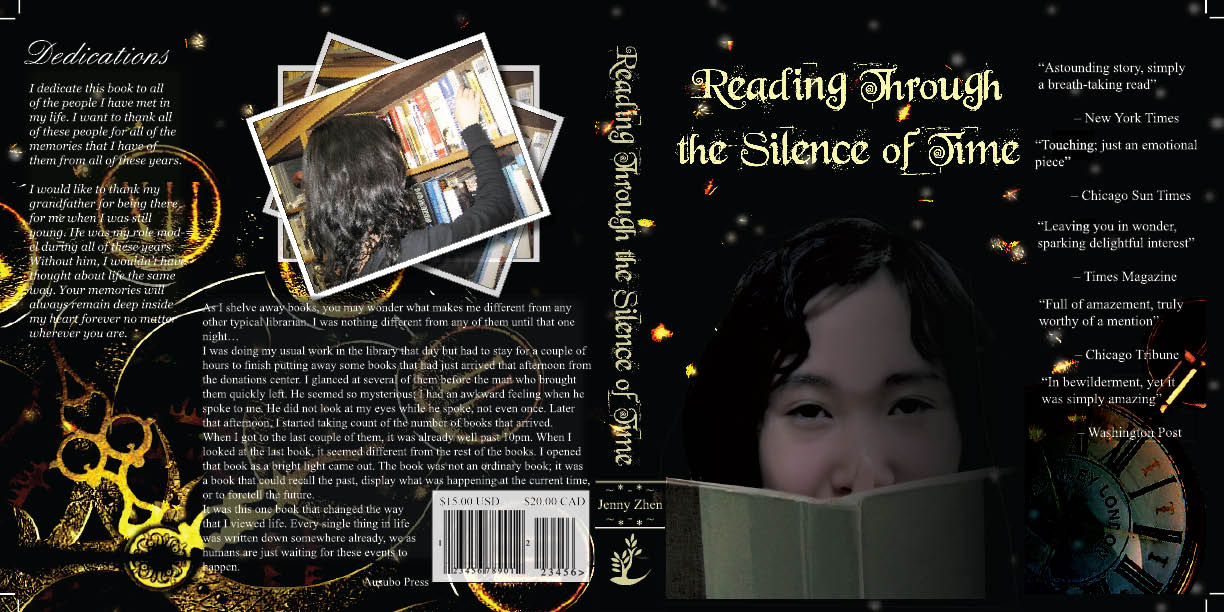 Dedications
I dedicate this book to all
of the people I have met in
my life. I want to thank all
of these people for all of the
memories that I have of
them from all of these years.
I would like to thank my
grandfather for being there
for me when I was still
young. He was my role mod-
el during all of these years.
Without him, I wouldn't have
thought about life the same
way. Your memories will
always remain deep inside
my heart forever no matter
wherever you are.
As I shelve away books, you may wonder what makes me different from any
other typical librarian. I was nothing different from any of them until that one
night…
I was doing my usual work in the library that day but had to stay for a couple of
hours to finish putting away some books that had just arrived that afternoon from
the donations center. I glanced at several of them before the man who brought
them quickly left. He seemed so mysterious; I had an awkward feeling when he
spoke to me. He did not look at my eyes while he spoke, not even once. Later
that afternoon, I started taking count of the number of books that arrived.
When I got to the last couple of them, it was already well past 10pm. When I
looked at the last book, it seemed different from the rest of the books. I opened
that book as a bright light came out. The book was not an ordinary book; it was
a book that could recall the past, display what was happening at the current time,
or to foretell the future.
It was this one book that changed the way
that I viewed life. Every single thing in life
was written down somewhere already, we as
humans are just waiting for these events to
happen.
Ausubo Press
$15.00 USD $20.00 CAD
1 2
23456789011 23456>
Reading Through the Silence of Time
~ * ~
Jenny Zhen
~ * ~
Reading Through
the Silence of Time
“Astounding story, simply
a breath-taking read”
– New York Times
“Touching; just an emotional
piece”
– Chicago Sun Times
“Leaving you in wonder,
sparking delightful interest”
– Times Magazine
“Full of amazement, truly
worthy of a mention”
– Chicago Tribune
“In bewilderment, yet it
was simply amazing”
– Washington Post